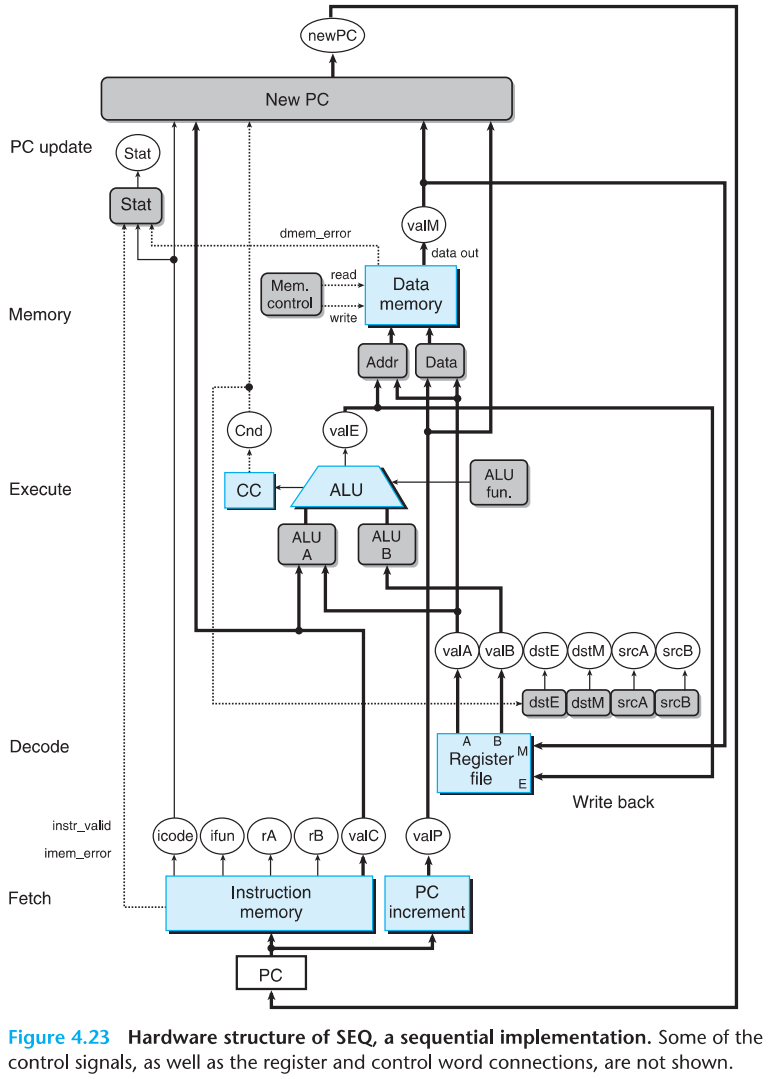 newPC
New PC
PC update
Stat
Stat
valM
dmem_error
data out
read
Mem.
control
Data
memory
write
Memory
Addr
Data
Cnd
valE
CC
ALU
ALU
fun.
Execute
ALU
A
ALU
B
valA
valB
dstE
dstM
srcA
srcB
dstE
dstM
srcA
srcB
Decode
A
B
M
Register
file
E
Write back
instr_valid
imem_error
icode
ifun
rA
rB
valC
valP
Fetch
Instruction
memory
PC
increment
PC
Figure 4.23 Hardware structure of SEQ, a sequential implementation. Some of the
control signals, as well as the register and control word connections, are not shown.